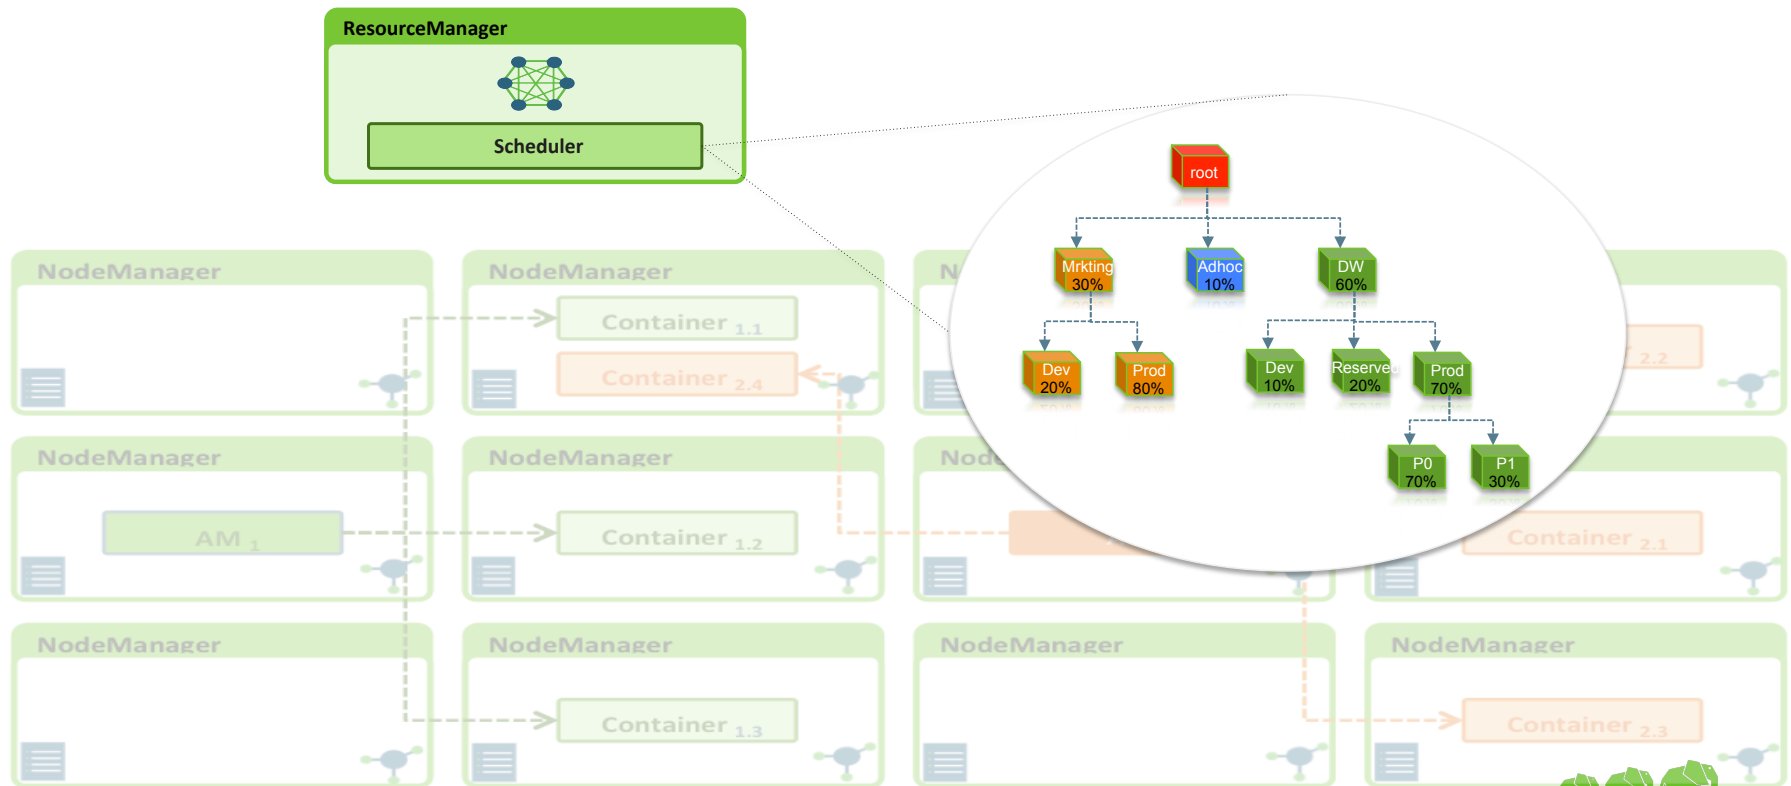 ResourceManager
Scheduler
root
Mrkting
30%
Adhoc
10%
DW
60%
Dev
20%
Prod
80%
Dev
10%
Reserved
20%
Prod
70%
P0
70%
P1
30%
NodeManager
NodeManager
Container 1.1
Container 2.4
2.2
NodeManager
NodeManager
AM 1
Container 1.2
Container 2.1
NodeManager
NodeManager
NodeManager
NodeManager
Container 1.3
Container 2.3